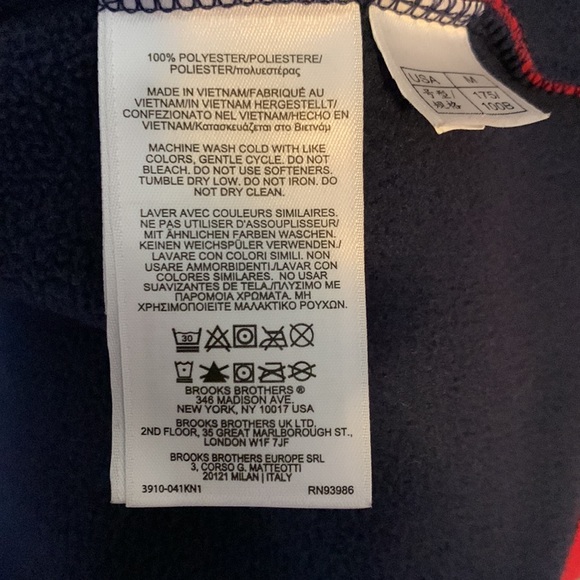 100% POLYESTER/POLIESTERE/
POLIESTER/πολυεστέρας
MADE IN VIETNAM/FABRIQUÉ AU
VIETNAM/IN VIETNAM HERGESTELLT/
CONFEZIONATO NEL VIETNAM/HECHO EN
VIETNAM/Κατασκευάζεται στο Βιετνάμ
MACHINE WASH COLD WITH LIKE
COLORS, GENTLE CYCLE. DO NOT
BLEACH. DO NOT USE SOFTENERS.
TUMBLE DRY LOW. DO NOT IRON. DO
NOT DRY CLEAN.
LAVER AVEC COULEURS SIMILAIRES.
NE PAS UTILISER D'ASSOUPLISSEUR/
MIT ÄHNLICHEN FARBEN WASCHEN.
KEINEN WEICHSPÜLER VERWENDEN.
/LAVARE CON COLORI SIMILI. NON
USARE AMMORBIDENTI./LAVAR CON
COLORES SIMILARES. NO USAR
SUAVIZANTES DE TELA./ΠΛΥΣΙΜΟ ΜΕ
ΠΑΡΟΜΟΙΑ ΧΡΩΜΑΤΑ. ΜΗ
ΧΡΗΣΙΜΟΠΟΙΕΙΤΕ ΜΑΛΑΚΤΙΚΟ ΡΟΥΧΩΝ.
30
BROOKS BROTHERS ®
346 MADISON AVE.
NEW YORK, NY 10017 USA
BROOKS BROTHERS UK LTD.
2ND FLOOR, 35 GREAT MARLBOROUGH ST.,
LONDON W1F 7JF
BROOKS BROTHERS EUROPE SRL
3, CORSO G. MATTEOTTI
20121 MILAN | ITALY
3910-041KN1 RN93986
USA M
号型/ 175/
100B